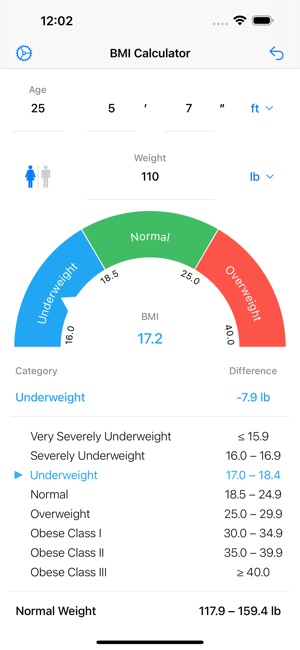 12:02
BMI Calculator
Age
25 5 ′ 7 ″ ft
Weight
110 lb
Underweight Normal Overweight
16.0 18.5 25.0 40.0
BMI
17.2
Category Difference
Underweight -7.9 lb
Very Severely Underweight ≤ 15.9
Severely Underweight 16.0 – 16.9
Underweight 17.0 – 18.4
Normal 18.5 – 24.9
Overweight 25.0 – 29.9
Obese Class I 30.0 – 34.9
Obese Class II 35.0 – 39.9
Obese Class III ≥ 40.0
Normal Weight 117.9 – 159.4 lb